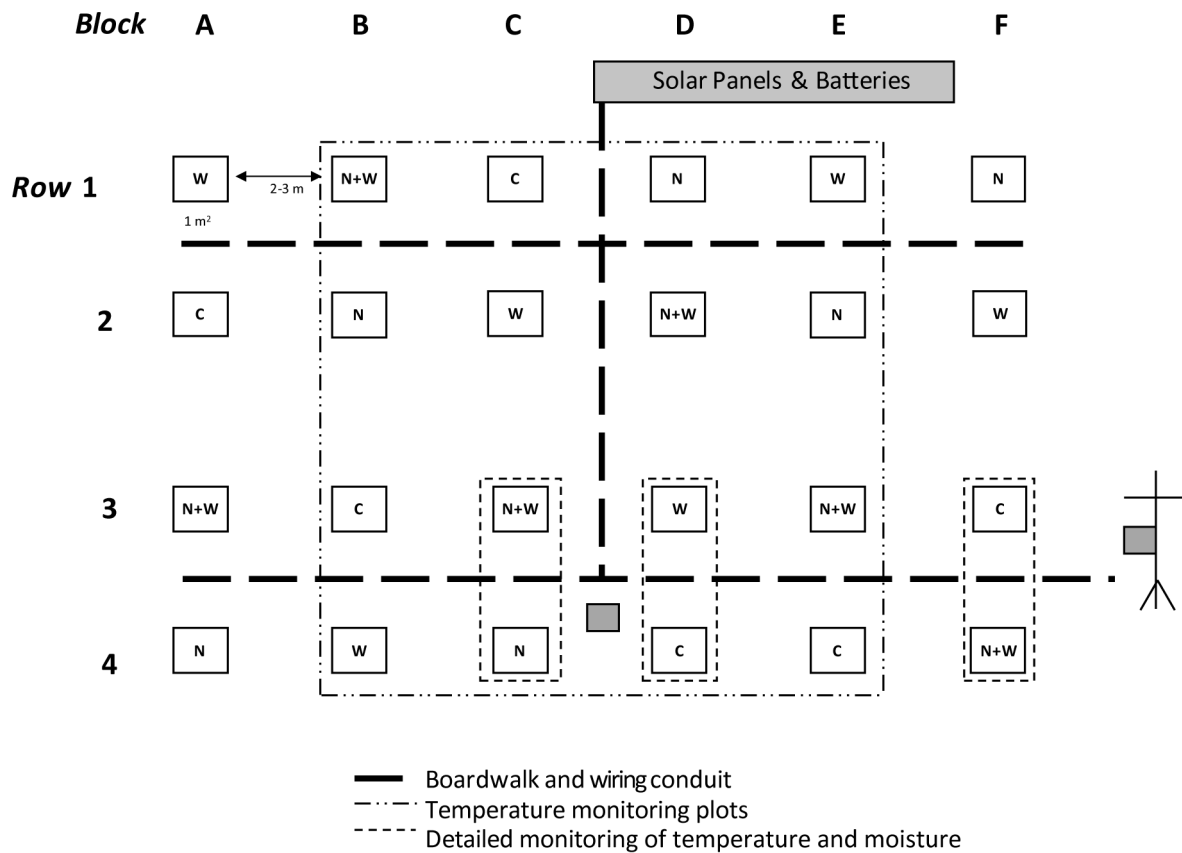 Block A B C D E F
Solar Panels & Batteries
Row 1 W N+W C N W N
2-3 m
1 m²
2 C N W N+W N W
3 N+W C N+W W N+W C
4 N W N C C N+W
Boardwalk and wiring conduit
Temperature monitoring plots
Detailed monitoring of temperature and moisture